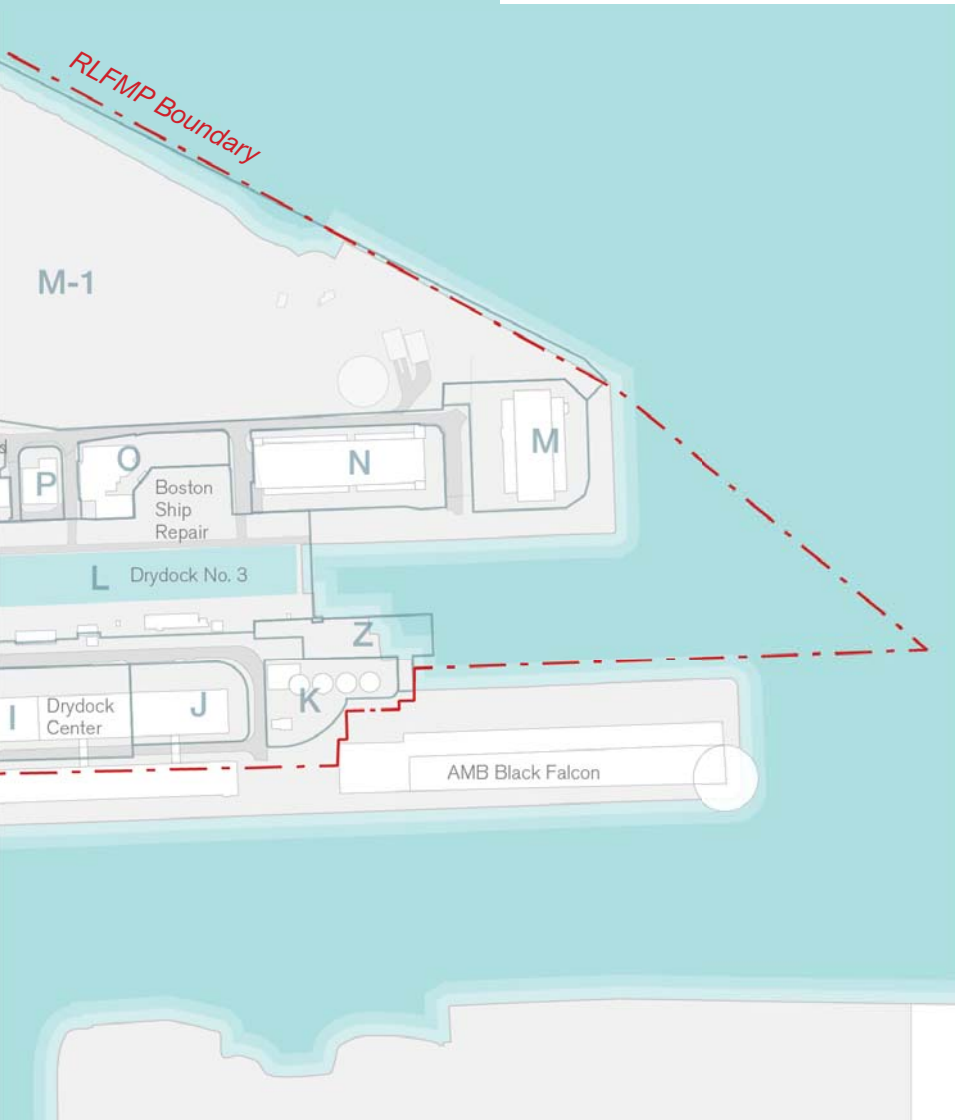 RLFMP Boundary
M-1
M
O
N
P
Boston
Ship
Repair
L
Drydock No. 3
Z
K
J
I
Drydock
Center
AMB Black Falcon